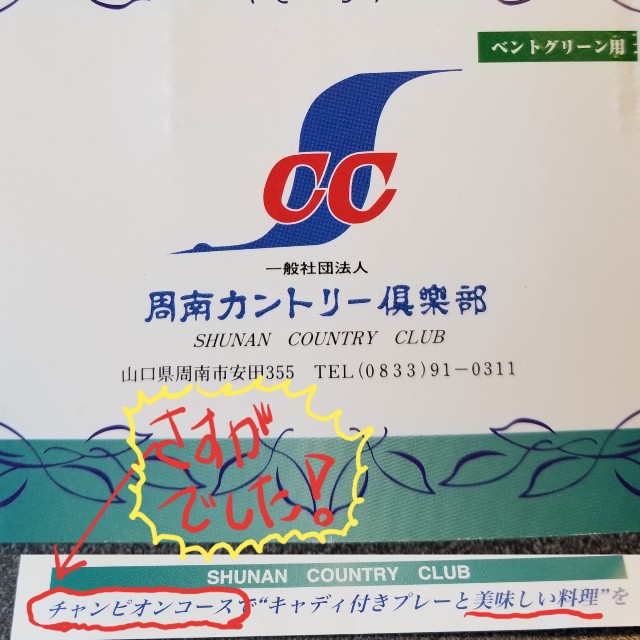 ベントグリーン用
CC
一般社団法人
周南カントリー倶楽部
SHUNAN COUNTRY CLUB
山口県周南市安田355 TEL(0833)91-0311
さすが
でした!
SHUNAN COUNTRY CLUB
チャンピオンコースで“キャディ付きプレーと美味しい料理”を